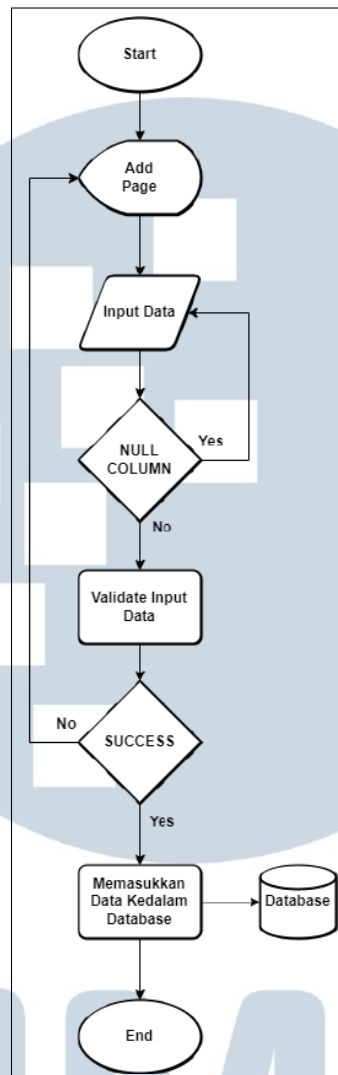 Start
Add
Page
Input Data
NULL
COLUMN
Yes
No
Validate Input
Data
No
SUCCESS
Yes
Memasukkan
Data Kedalam
Database
Database
End